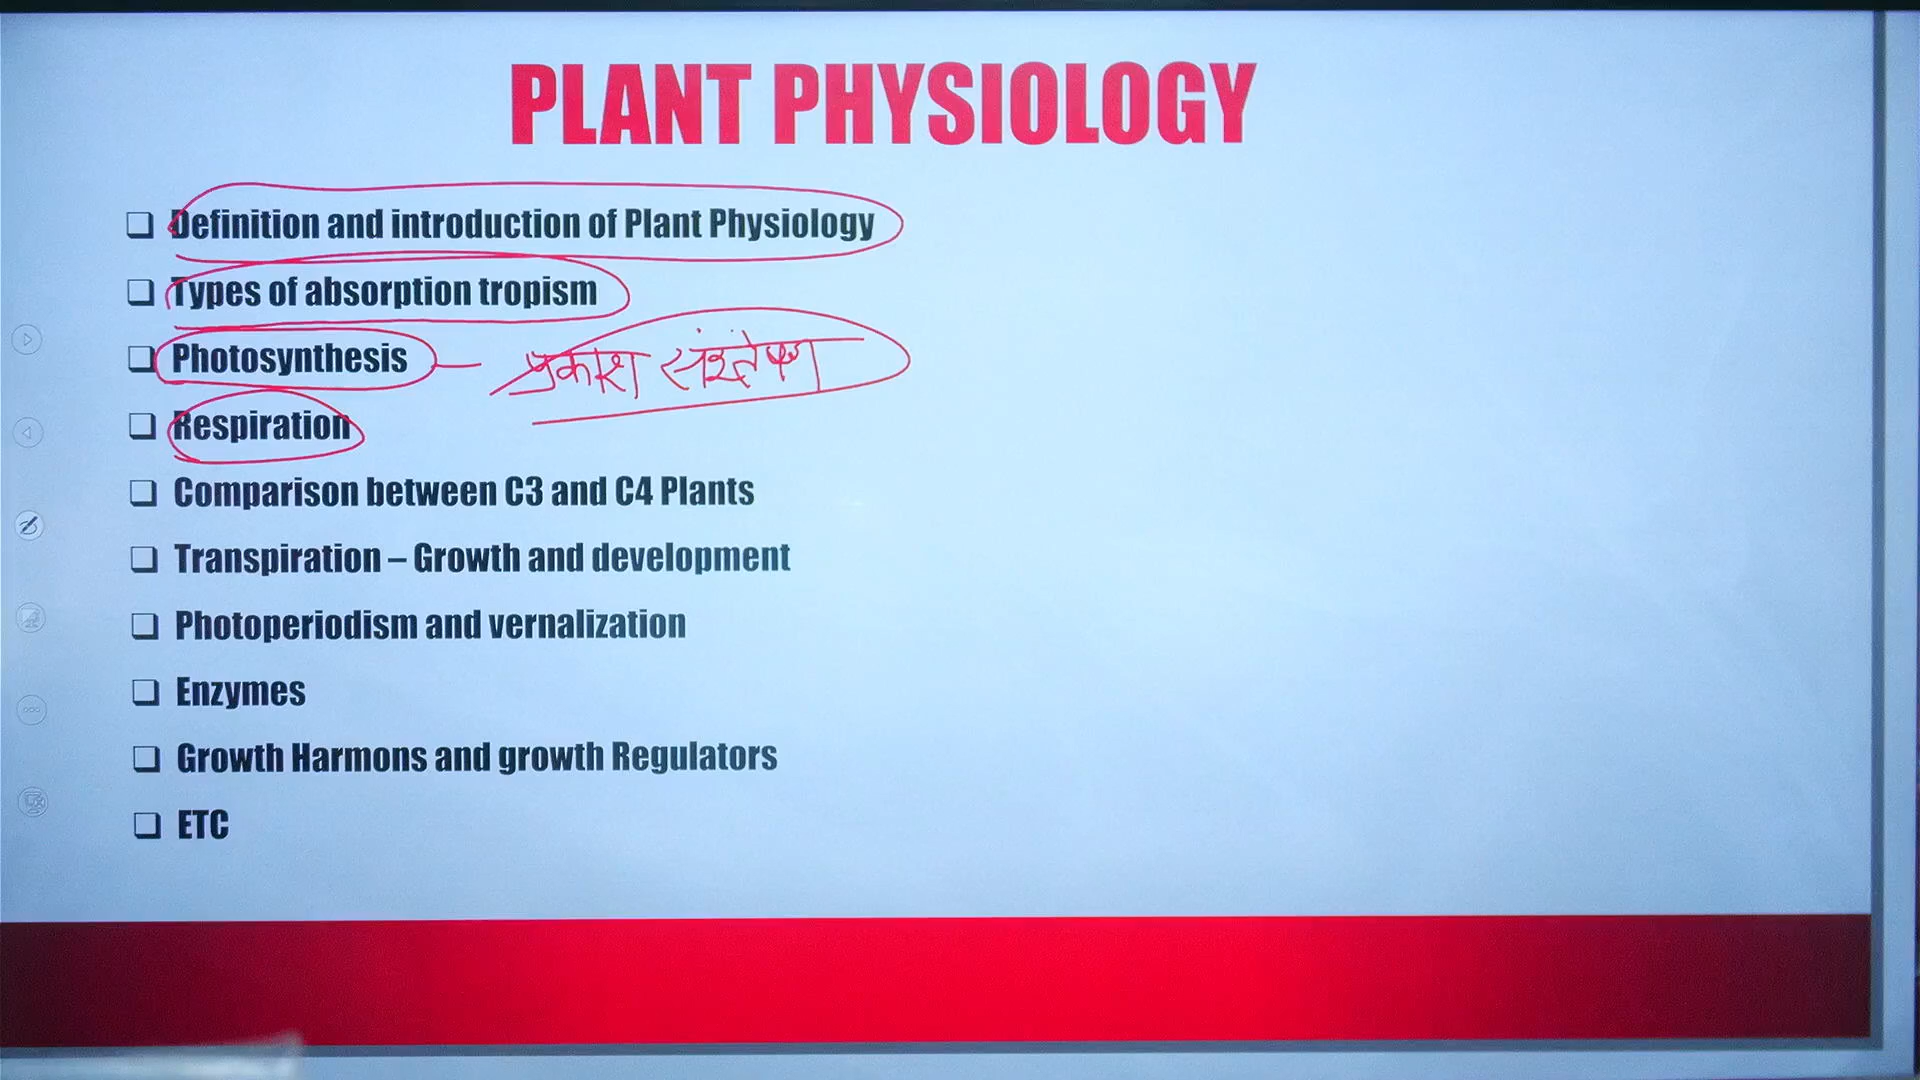 PLANT PHYSIOLOGY
❑ Definition and introduction of Plant Physiology
❑ Types of absorption tropism
❑ Photosynthesis — प्रकाश संश्लेषण
❑ Respiration
❑ Comparison between C3 and C4 Plants
❑ Transpiration – Growth and development
❑ Photoperiodism and vernalization
❑ Enzymes
❑ Growth Harmons and growth Regulators
❑ ETC